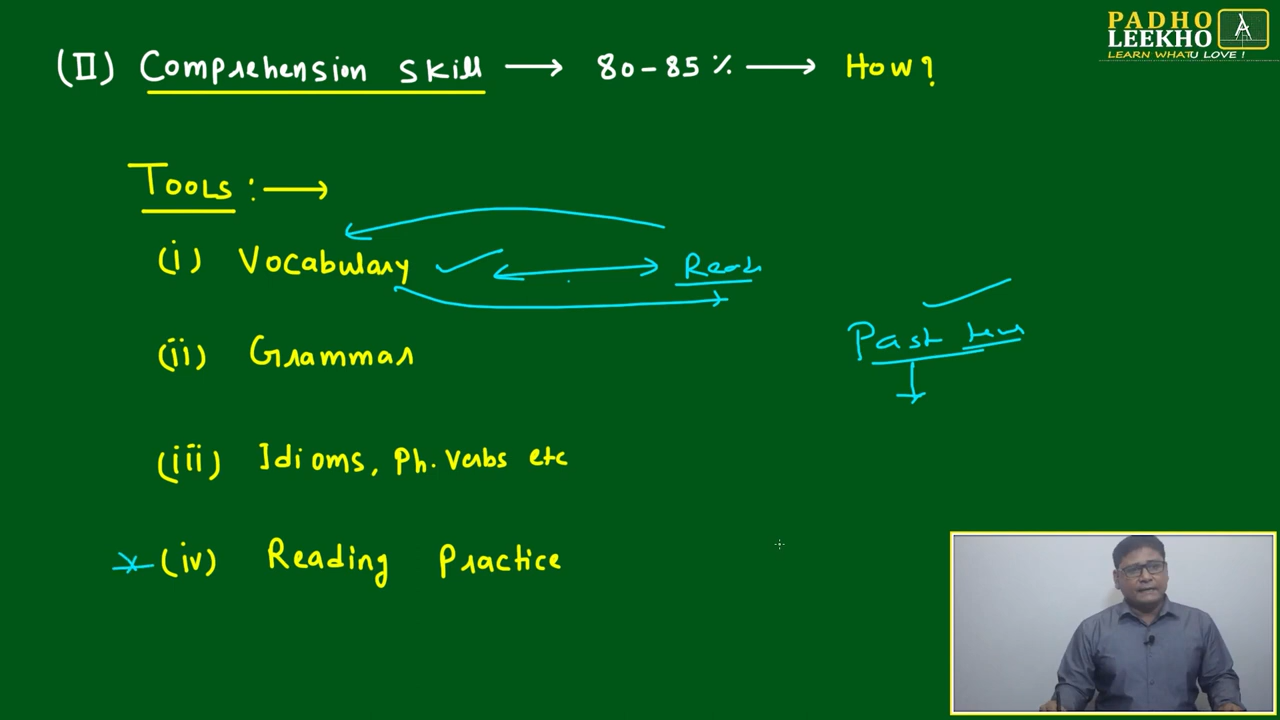 PADHO
LEEKHO
LEARN WHAT U LOVE !
(II) Comprehension skill → 80-85% → How?
Tools :→
(i) Vocabulary ✓ ↔ Read
(ii) Grammar
Past
(iii) Idioms, Ph. Verbs etc
(iv) Reading Practice